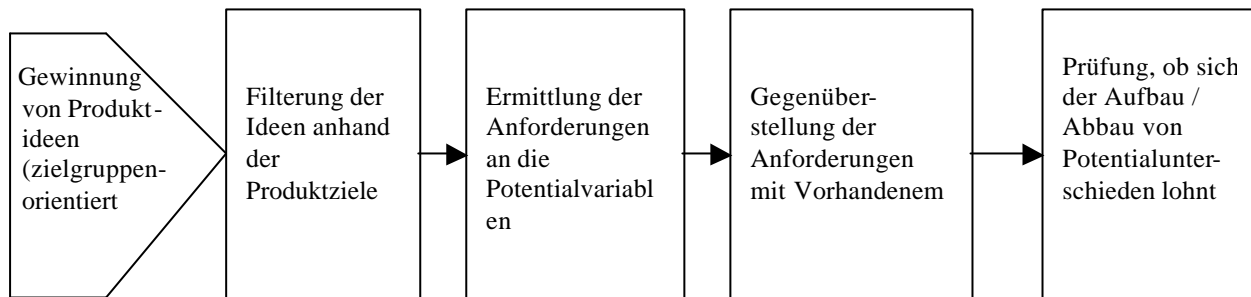 Gewinnung
von Produkt-
ideen
(zielgruppen-
orientiert
Filterung der
Ideen anhand
der
Produktziele
Ermittlung der
Anforderungen
an die
Potentialvariabl
en
Gegenüber-
stellung der
Anforderungen
mit Vorhandenem
Prüfung, ob sich
der Aufbau /
Abbau von
Potentialunter-
schieden lohnt